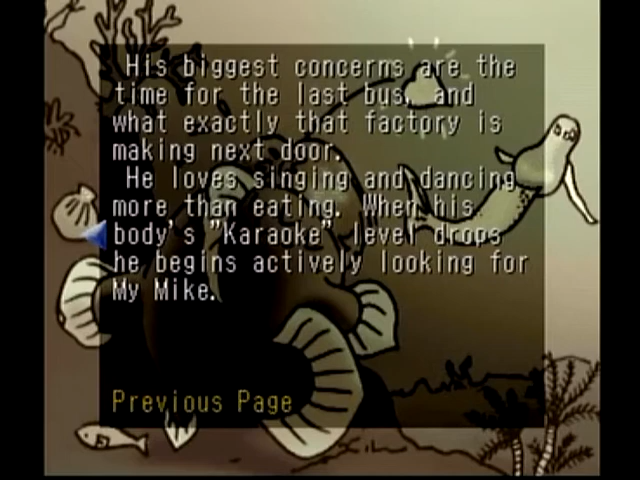 His biggest concerns are the
time for the last bus, and
what exactly that factory is
making next door.
He loves singing and dancing
more than eating. When his
body's "Karaoke" level drops
he begins actively looking for
My Mike.
Previous Page